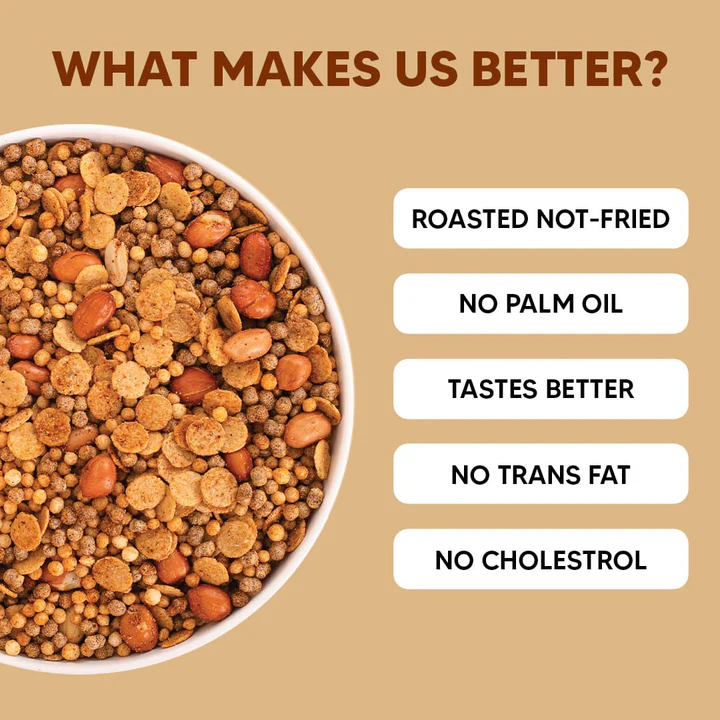 WHAT MAKES US BETTER?
ROASTED NOT-FRIED
NO PALM OIL
TASTES BETTER
NO TRANS FAT
NO CHOLESTROL